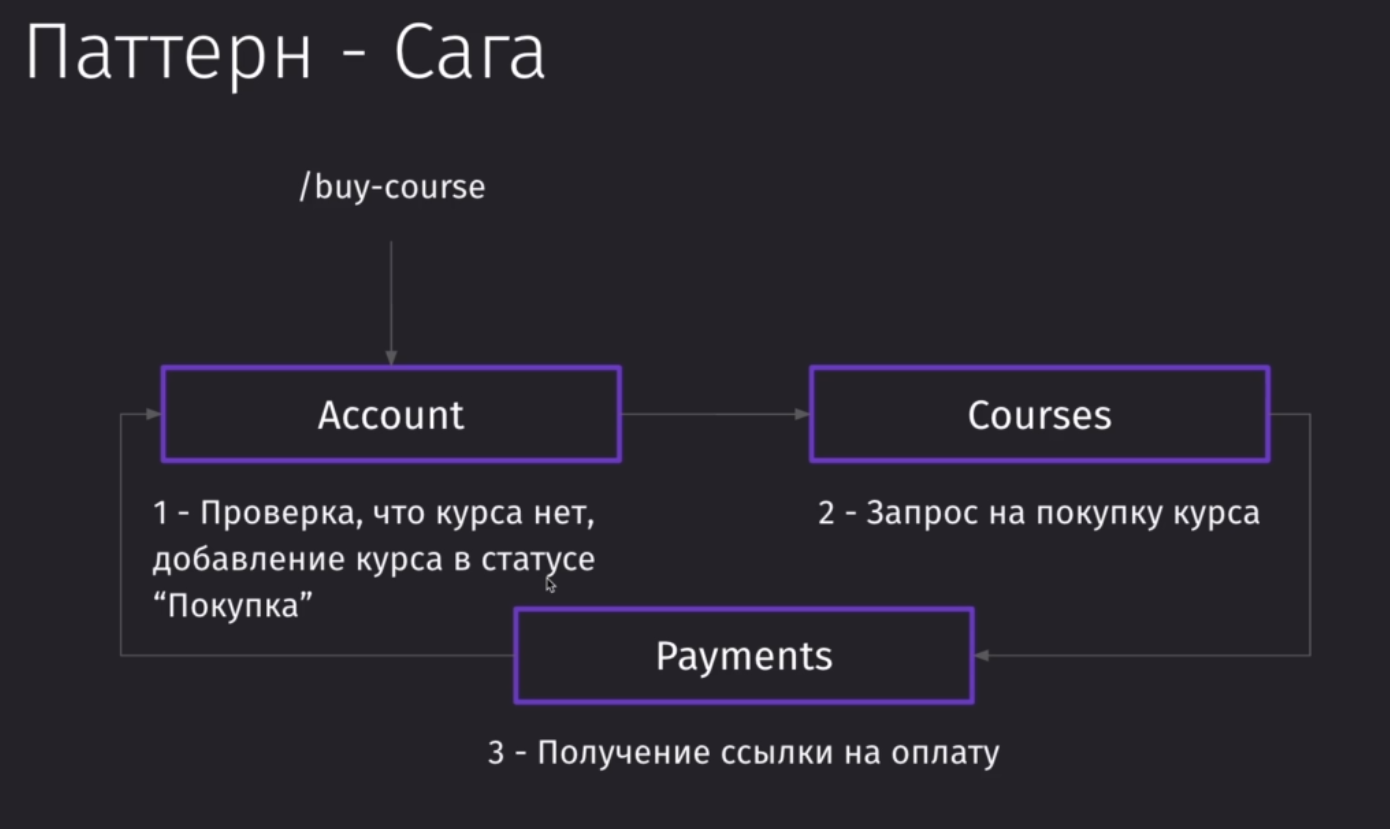 Паттерн - Сага
/buy-course
Account
Courses
1 - Проверка, что курса нет,
добавление курса в статусе
“Покупка”
2 - Запрос на покупку курса
Payments
3 - Получение ссылки на оплату